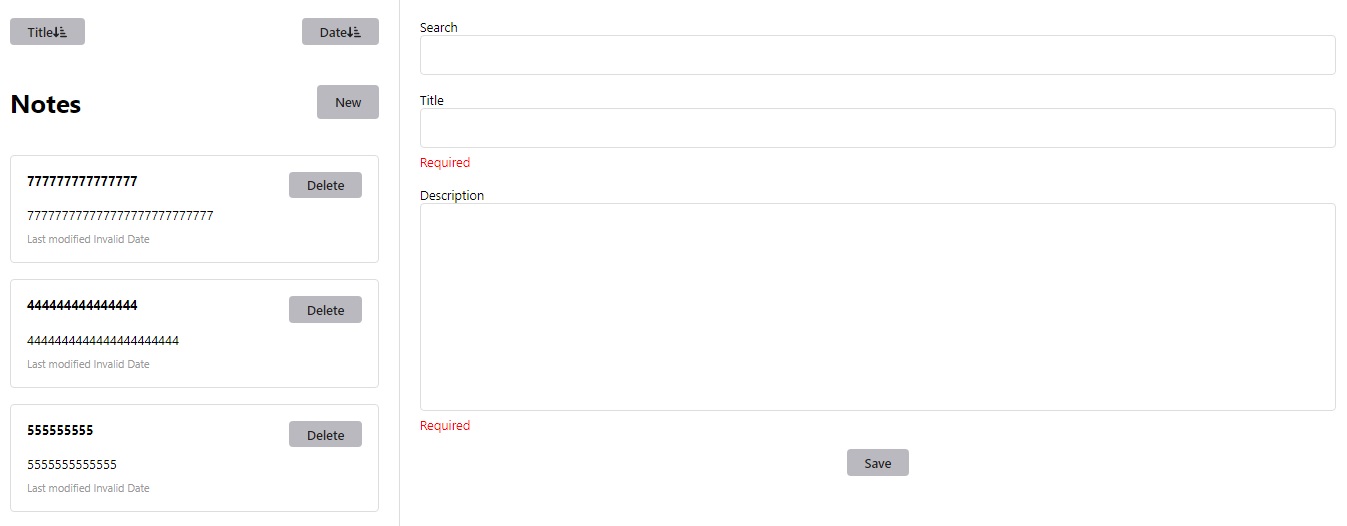 Title
Date
Notes
New
777777777777777
Delete
777777777777777777777777777
Last modified Invalid Date
444444444444444
Delete
4444444444444444444444
Last modified Invalid Date
555555555
Delete
5555555555555
Last modified Invalid Date
Search
Title
Required
Description
Required
Save